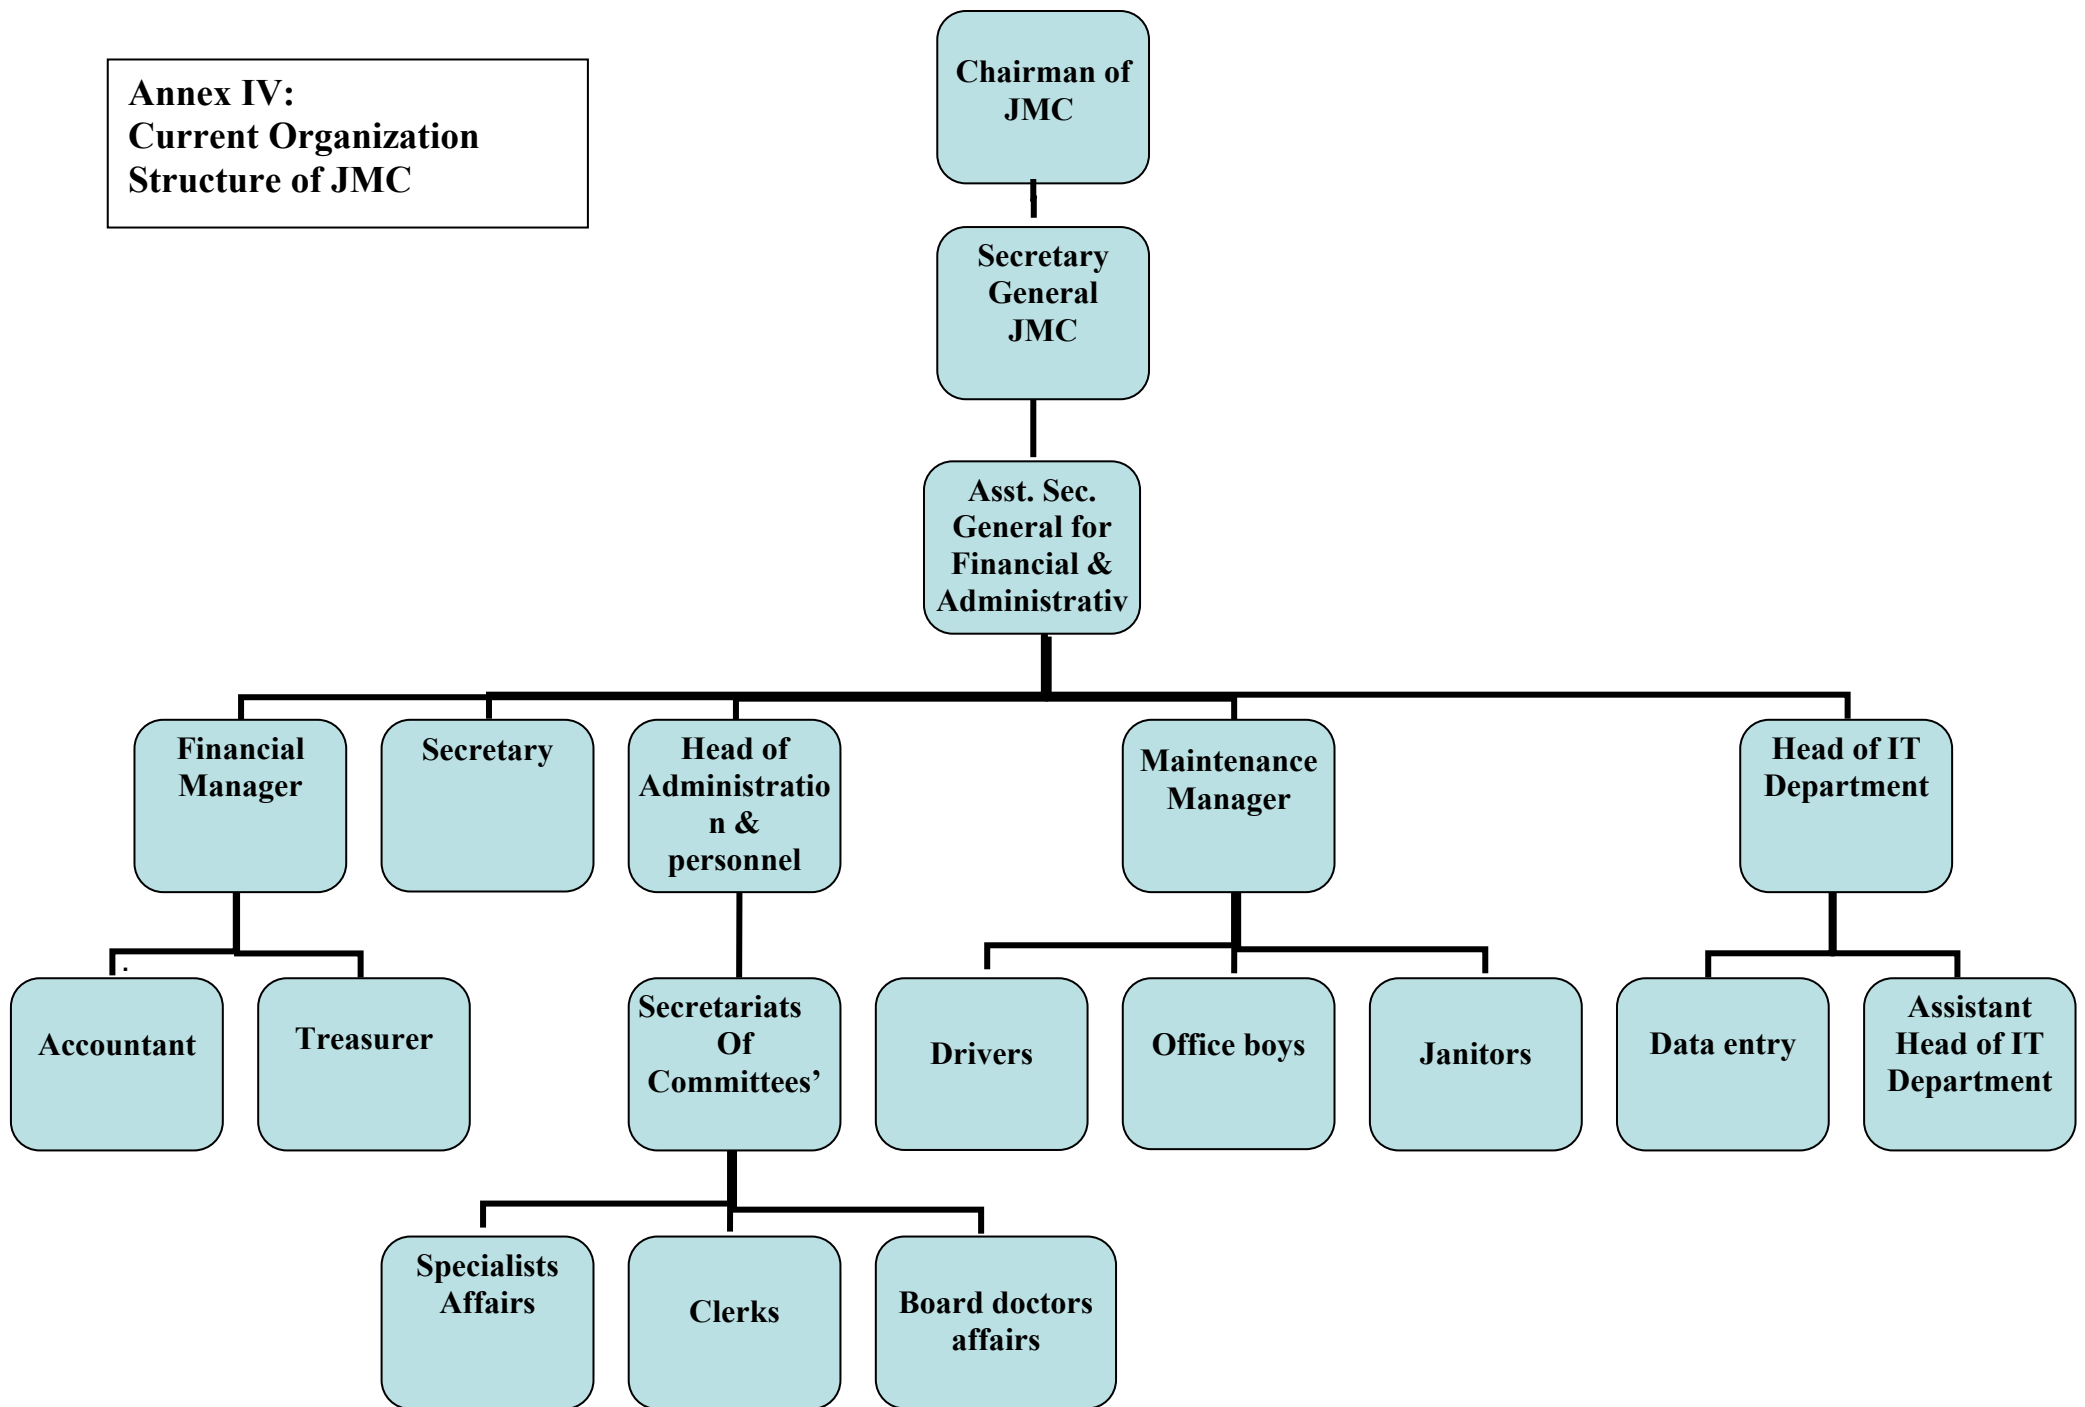 Annex IV:
Current Organization
Structure of JMC
Chairman of
JMC
Secretary
General
JMC
Asst. Sec.
General for
Financial &
Administrativ
Financial
Manager
Secretary
Head of
Administratio
n &
personnel
Maintenance
Manager
Head of IT
Department
.
Accountant
Treasurer
Secretariats
Of
Committees’
Drivers
Office boys
Janitors
Data entry
Assistant
Head of IT
Department
Specialists
Affairs
Clerks
Board doctors
affairs